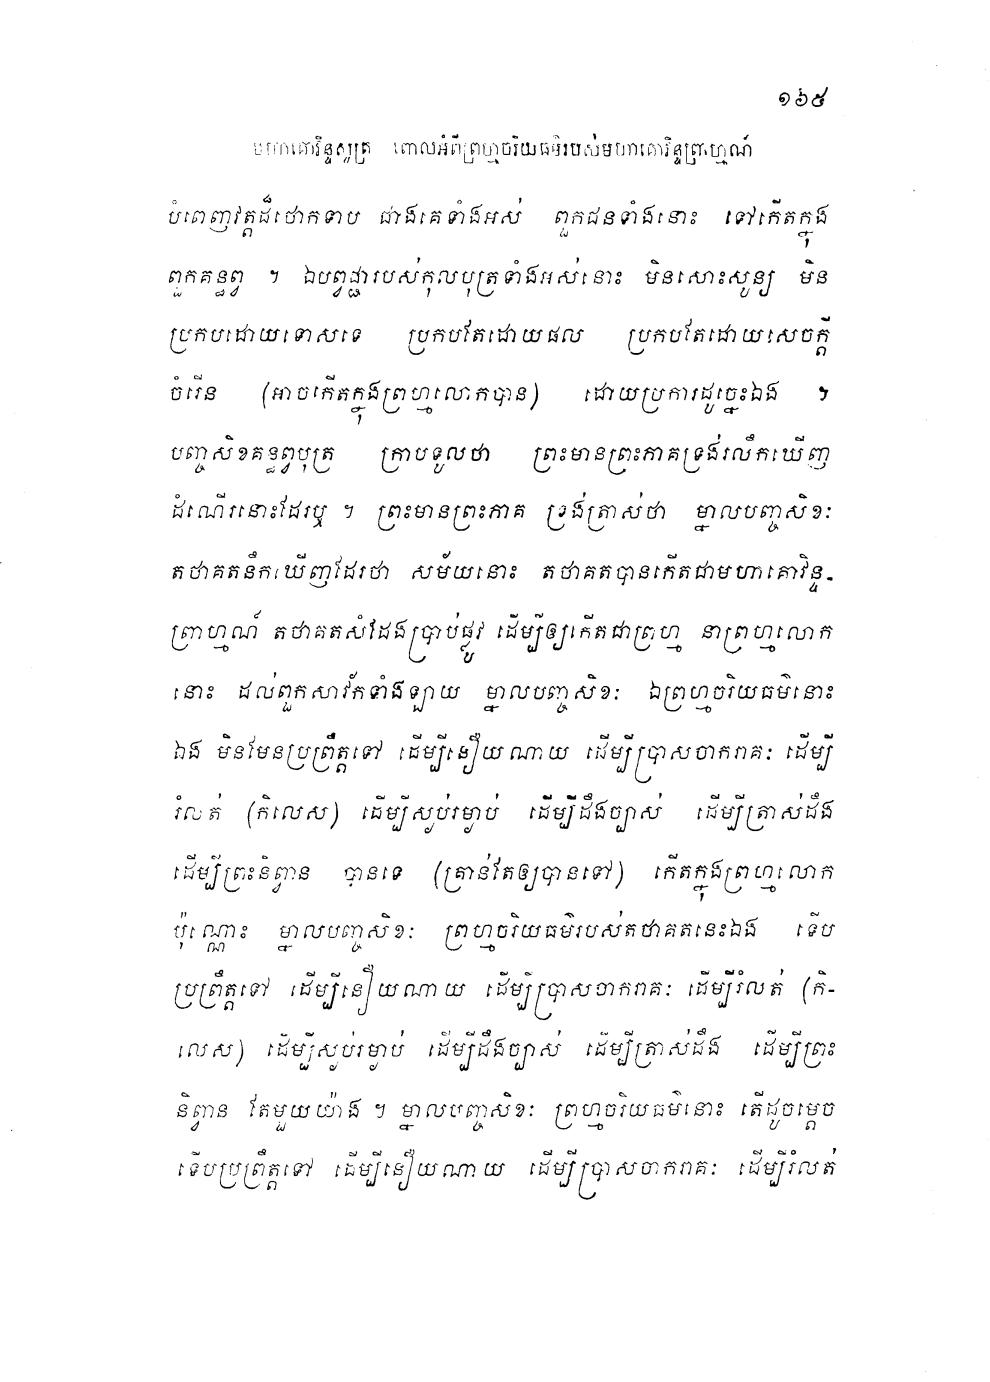 ១៦៥
មហាគោវិន្ទសូត្រ ពោលអំពីព្រហ្មចរិយធម៌របស់មហាគោវិន្ទព្រាហ្មណ៍
បំពេញវត្តដ៏ថោកទាប ជាងគេទាំងអស់ ពួកជនទាំងនោះ ទៅកើតក្នុង
ពួកគន្ធព្វ ។ ឯបព្វជ្ជារបស់កុលបុត្រទាំងអស់នោះ មិនសោះសូន្យ មិន
ប្រកបដោយទោសទេ ប្រកបតែដោយផល ប្រកបតែដោយសេចក្តី
ចំរើន (អាចកើតក្នុងព្រហ្មលោកបាន) ដោយប្រការដូច្នេះឯង ។
បញ្ចសិខគន្ធព្វបុត្រ ក្រាបទូលថា ព្រះមានព្រះភាគទ្រង់រលឹកឃើញ
ដំណើរនោះដែរឬ ។ ព្រះមានព្រះភាគ ទ្រង់ត្រាស់ថា ម្នាលបញ្ចសិខៈ
តថាគតនឹកឃើញដែរថា សម័យនោះ តថាគតបានកើតជាមហាគោវិន្ទ-
ព្រាហ្មណ៍ តថាគតសំដែងប្រាប់ផ្លូវ ដើម្បីឲ្យកើតជាព្រហ្ម នាព្រហ្មលោក
នោះ ដល់ពួកសាវ័កទាំងឡាយ ម្នាលបញ្ចសិខៈ ឯព្រហ្មចរិយធម៌នោះ
ឯង មិនមែនប្រព្រឹត្តទៅ ដើម្បីនឿយណាយ ដើម្បីប្រាសចាករាគៈ ដើម្បី
រំលត់ (កិលេស) ដើម្បីស្ងប់រម្ងាប់ ដើម្បីដឹងច្បាស់ ដើម្បីត្រាស់ដឹង
ដើម្បីព្រះនិព្វាន បានទេ (គ្រាន់តែឲ្យបានទៅ) កើតក្នុងព្រហ្មលោក
ប៉ុណ្ណោះ ម្នាលបញ្ចសិខៈ ព្រហ្មចរិយធម៌របស់តថាគតនេះឯង ទើប
ប្រព្រឹត្តទៅ ដើម្បីនឿយណាយ ដើម្បីប្រាសចាករាគៈ ដើម្បីរំលត់ (កិ-
លេស) ដើម្បីស្ងប់រម្ងាប់ ដើម្បីដឹងច្បាស់ ដើម្បីត្រាស់ដឹង ដើម្បីព្រះ
និព្វាន តែមួយយ៉ាង ។ ម្នាលបញ្ចសិខៈ ព្រហ្មចរិយធម៌នោះ តើដូចម្តេច
ទើបប្រព្រឹត្តទៅ ដើម្បីនឿយណាយ ដើម្បីប្រាសចាករាគៈ ដើម្បីរំលត់